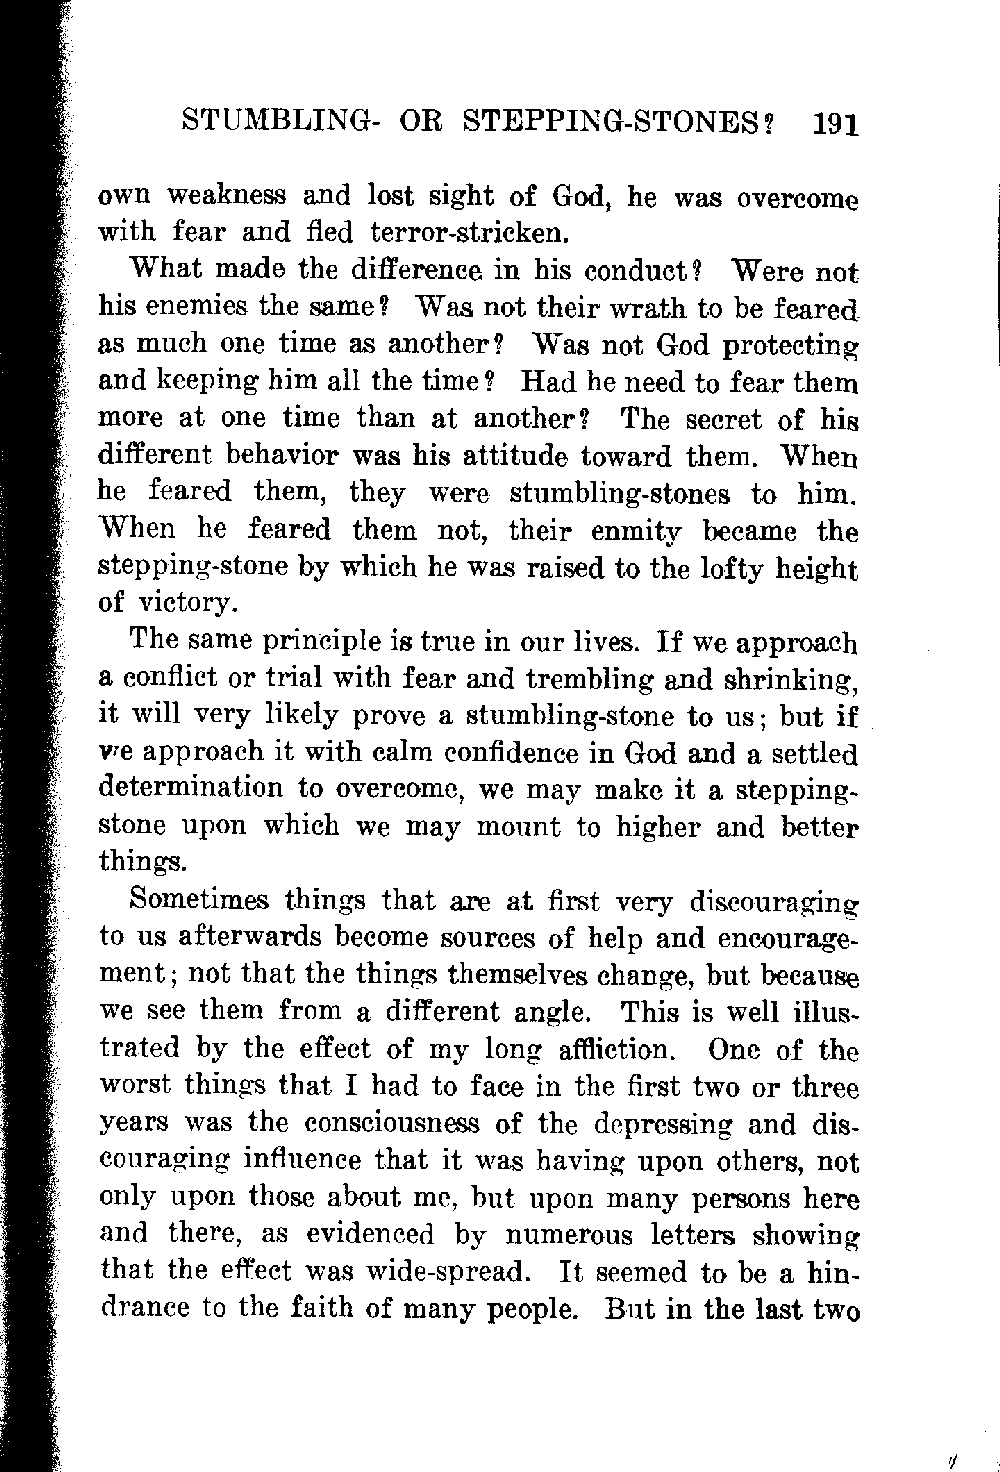 STUMBLING- OR STEPPING-STONES? 191
own weakness and lost sight of God, he was overcome
with fear and fled terror-stricken.
What made the difference in his conduct? Were not
his enemies the same? Was not their wrath to be feared
as much one time as another? Was not God protecting
and keeping him all the time? Had he need to fear them
more at one time than at another? The secret of his
different behavior was his attitude toward them. When
he feared them, they were stumbling-stones to him.
When he feared them not, their enmity became the
stepping-stone by which he was raised to the lofty height
of victory.
The same principle is true in our lives. If we approach
a conflict or trial with fear and trembling and shrinking,
it will very likely prove a stumbling-stone to us; but if
we approach it with calm confidence in God and a settled
determination to overcome, we may make it a stepping-
stone upon which we may mount to higher and better
things.
Sometimes things that are at first very discouraging
to us afterwards become sources of help and encourage-
ment; not that the things themselves change, but because
we see them from a different angle. This is well illus-
trated by the effect of my long affliction. One of the
worst things that I had to face in the first two or three
years was the consciousness of the depressing and dis-
couraging influence that it was having upon others, not
only upon those about me, but upon many persons here
and there, as evidenced by numerous letters showing
that the effect was wide-spread. It seemed to be a hin-
drance to the faith of many people. But in the last two